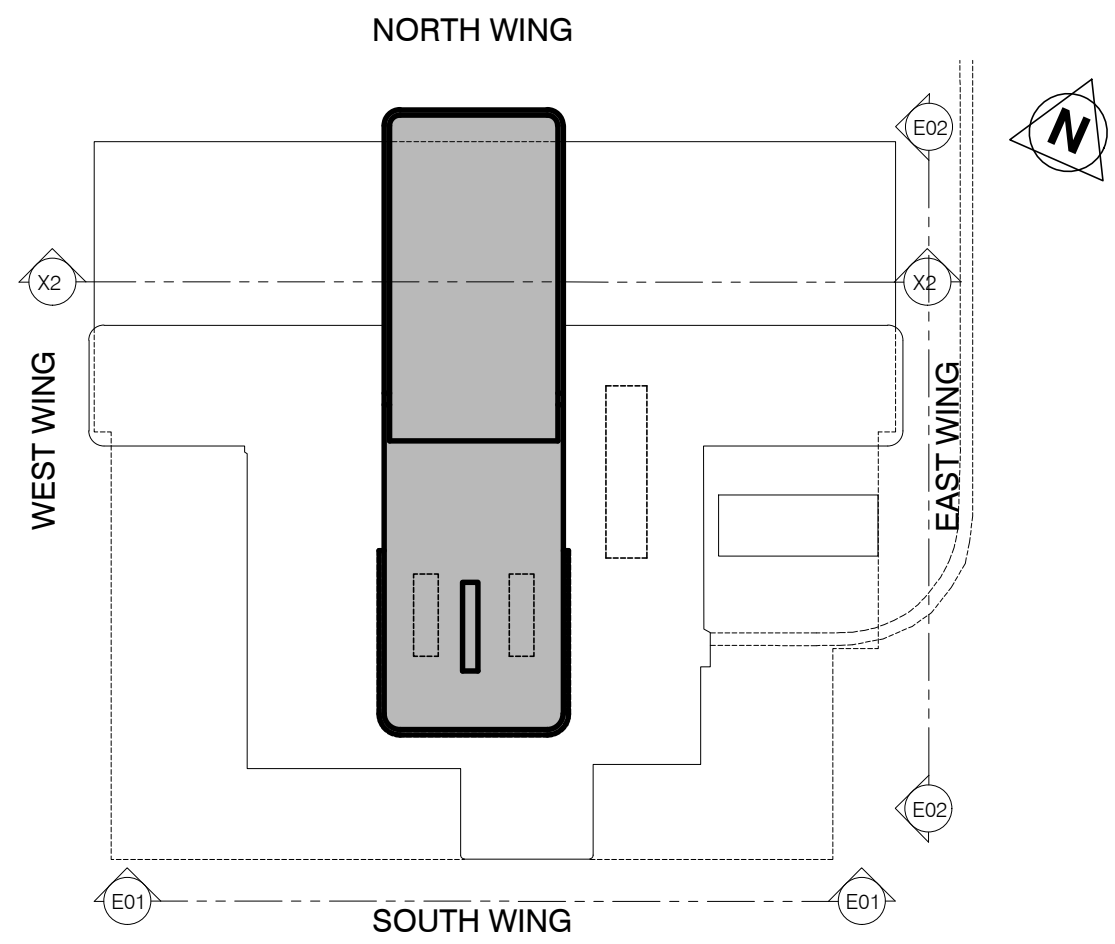 NORTH WING
E02
N
X2
X2
WEST WING
EAST WING
E02
E01
E01
SOUTH WING